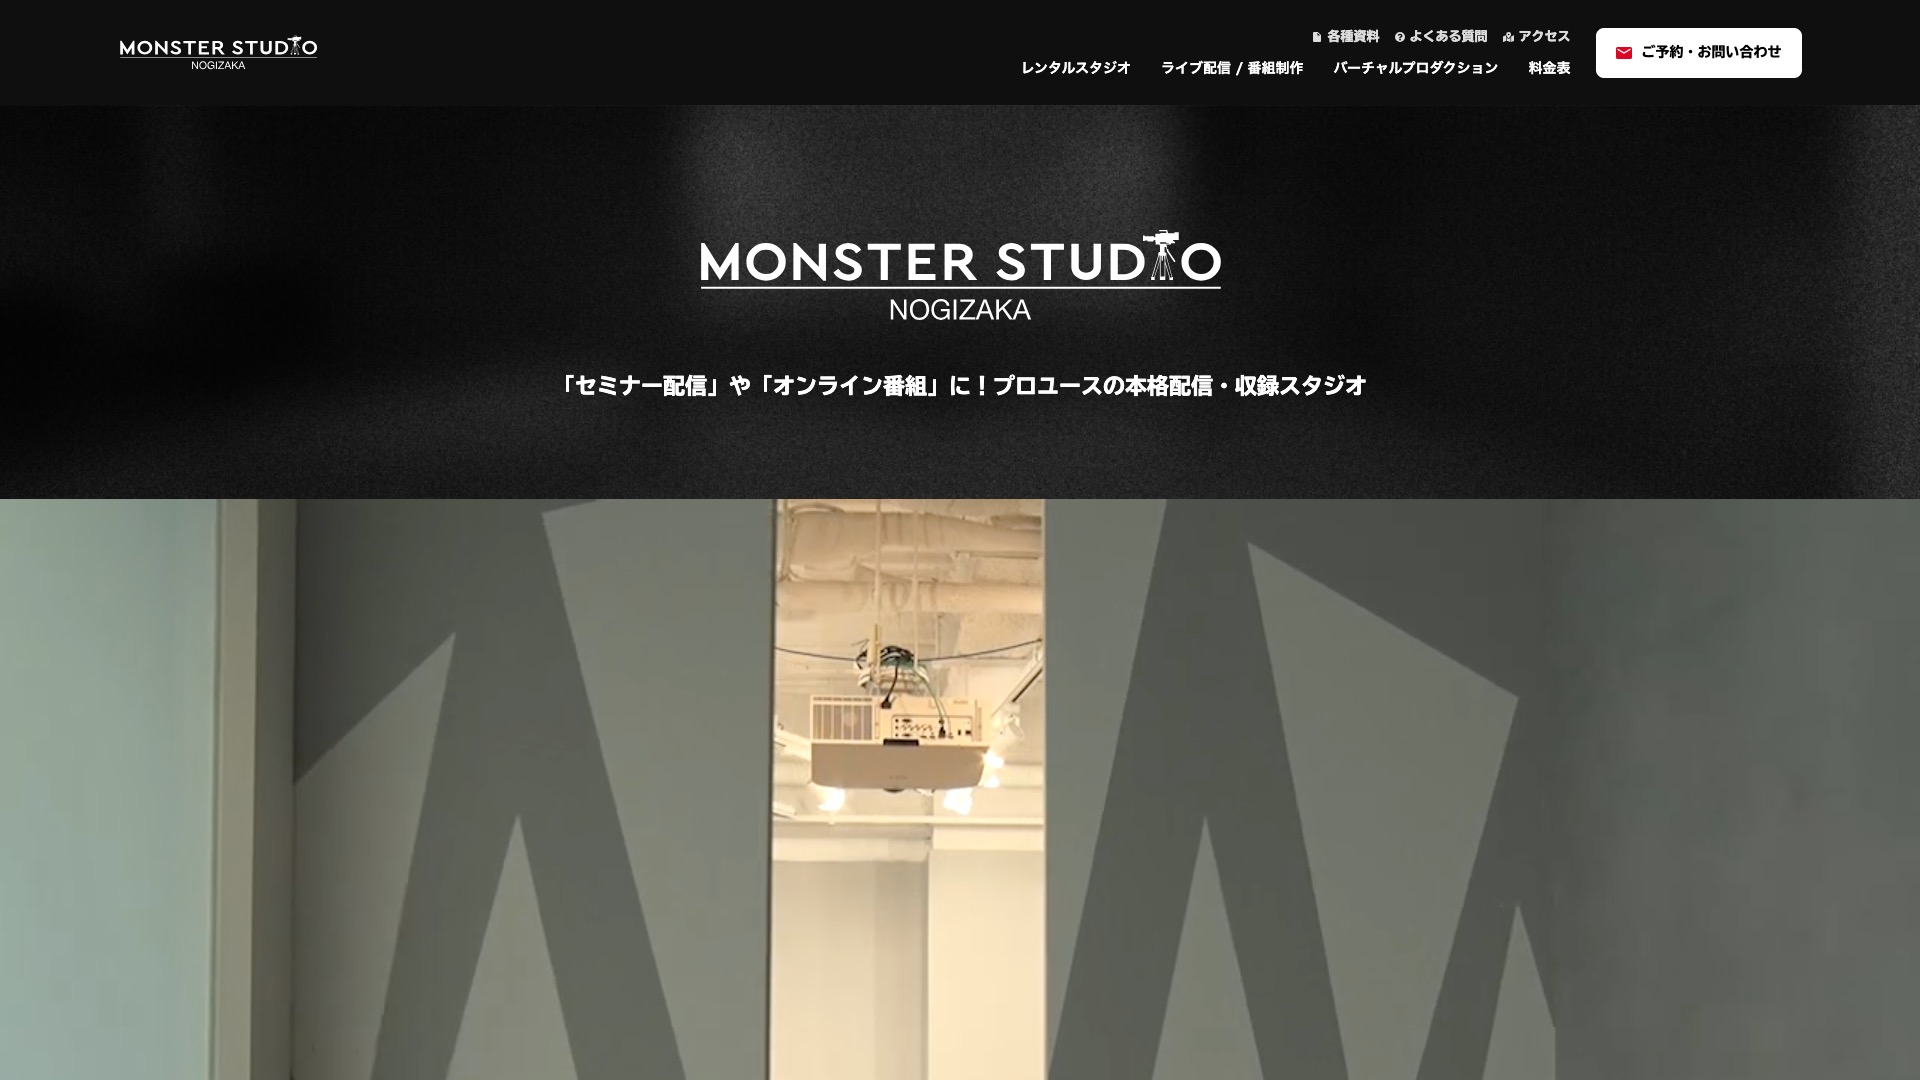 MONSTER STUDIO
NOGIZAKA
各種資料 よくある質問 アクセス
レンタルスタジオ ライブ配信 / 番組制作 バーチャルプロダクション 料金表
ご予約・お問い合わせ
MONSTER STUDIO
NOGIZAKA
「セミナー配信」や「オンライン番組」に！プロユースの本格配信・収録スタジオ